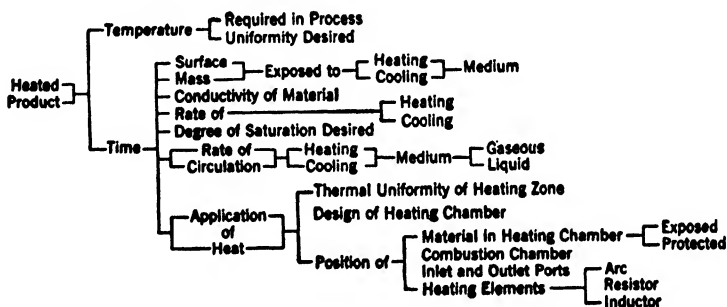 Required in Process
Temperature
Uniformity Desired
Surface
Mass
Exposed to
Heating
Cooling
Medium
Heated
Product
Conductivity of Material
Rate of
Heating
Cooling
Degree of Saturation Desired
Time
Rate of
Circulation
Heating
Cooling
Medium
Gaseous
Liquid
Application
of
Heat
Thermal Uniformity of Heating Zone
Design of Heating Chamber
Position of
Material in Heating Chamber
Exposed
Protected
Combustion Chamber
Inlet and Outlet Ports
Heating Elements
Arc
Resistor
Inductor